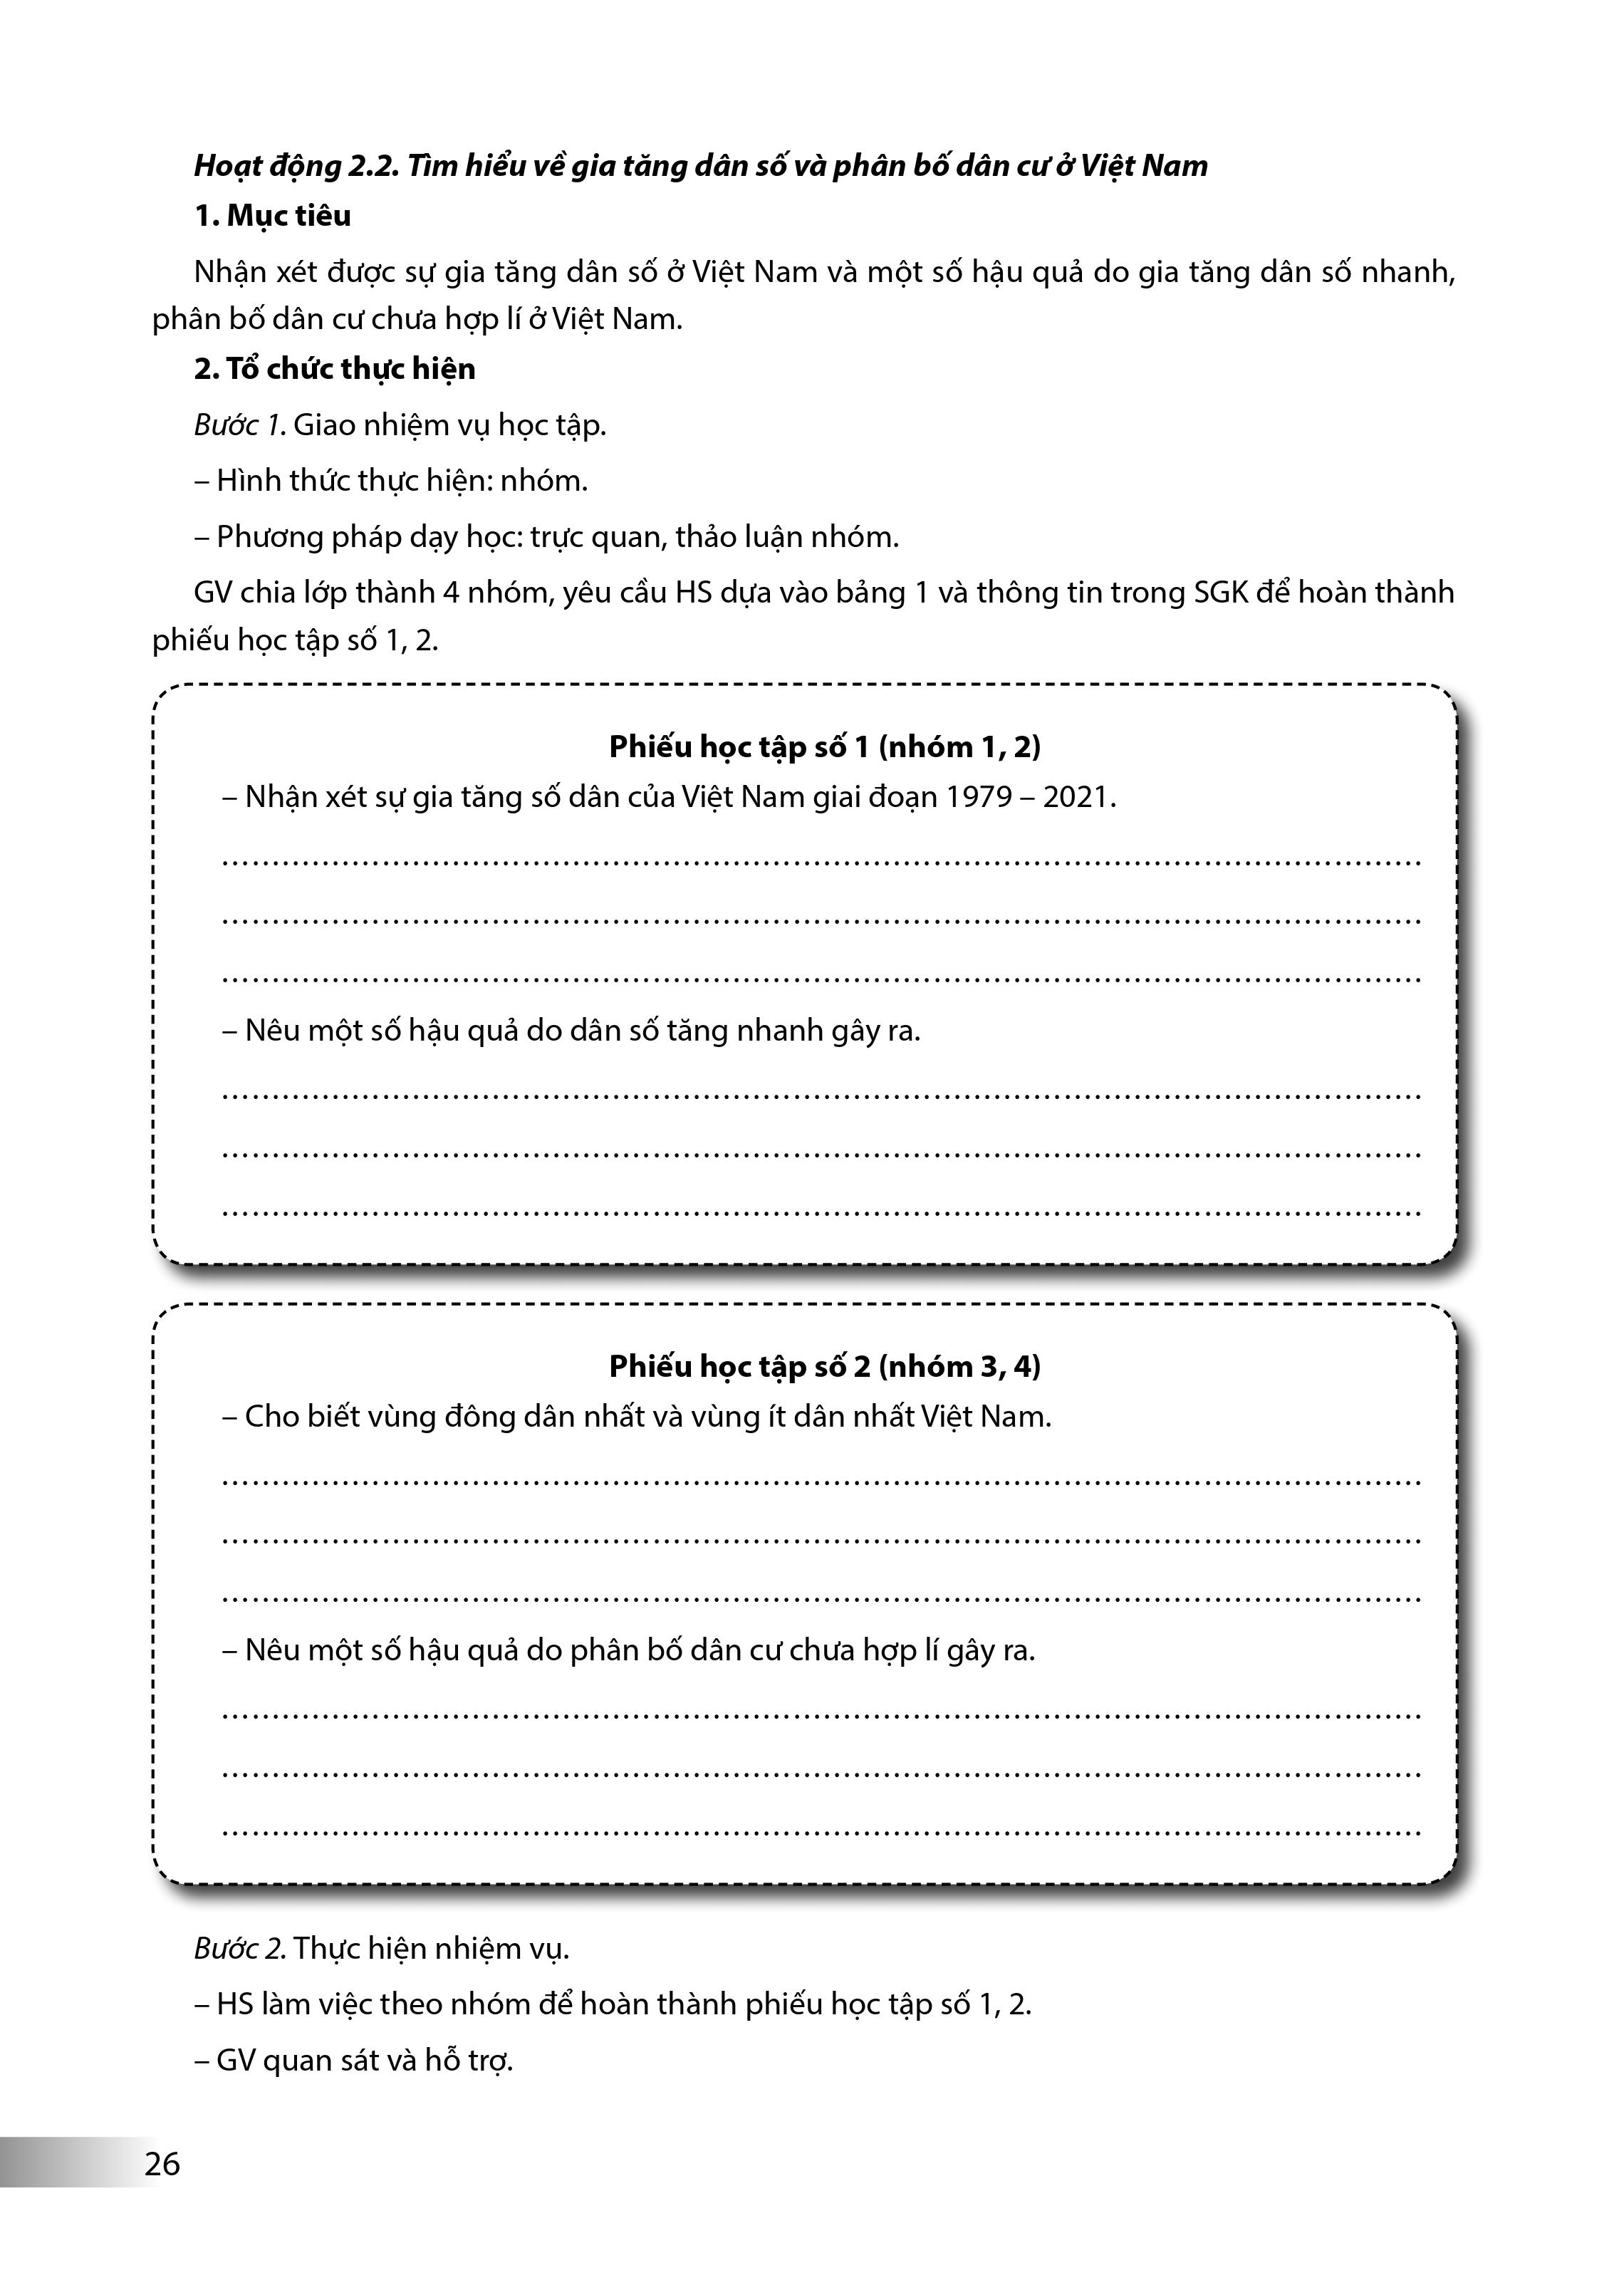 Hoạt động 2.2. Tìm hiểu về gia tăng dân số và phân bố dân cư ở Việt Nam
1. Mục tiêu
Nhận xét được sự gia tăng dân số ở Việt Nam và một số hậu quả do gia tăng dân số nhanh,
phân bố dân cư chưa hợp lí ở Việt Nam.
2. Tổ chức thực hiện
Bước 1. Giao nhiệm vụ học tập.
– Hình thức thực hiện: nhóm.
– Phương pháp dạy học: trực quan, thảo luận nhóm.
GV chia lớp thành 4 nhóm, yêu cầu HS dựa vào bảng 1 và thông tin trong SGK để hoàn thành
phiếu học tập số 1, 2.
Phiếu học tập số 1 (nhóm 1, 2)
– Nhận xét sự gia tăng số dân của Việt Nam giai đoạn 1979 – 2021.
– Nêu một số hậu quả do dân số tăng nhanh gây ra.
Phiếu học tập số 2 (nhóm 3, 4)
– Cho biết vùng đông dân nhất và vùng ít dân nhất Việt Nam.
– Nêu một số hậu quả do phân bố dân cư chưa hợp lí gây ra.
Bước 2. Thực hiện nhiệm vụ.
– HS làm việc theo nhóm để hoàn thành phiếu học tập số 1, 2.
– GV quan sát và hỗ trợ.
26